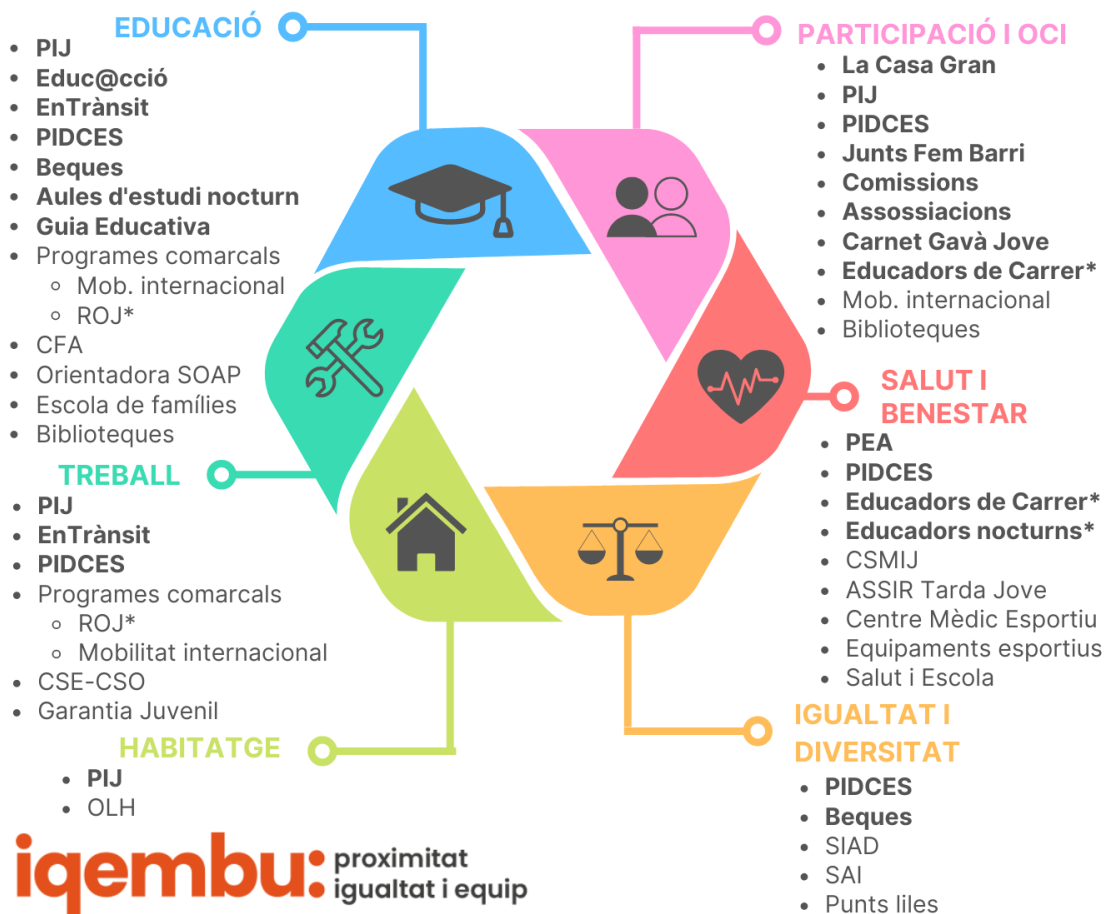 EDUCACIÓ
• PIJ
• Educ@cció
• EnTrànsit
• PIDCES
• Beques
• Aules d'estudi nocturn
• Guia Educativa
• Programes comarcals
◦ Mob. internacional
◦ ROJ*
• CFA
• Orientadora SOAP
• Escola de famílies
• Biblioteques
TREBALL
• PIJ
• EnTrànsit
• PIDCES
• Programes comarcals
◦ ROJ*
◦ Mobilitat internacional
• CSE-CSO
• Garantia Juvenil
HABITATGE
• PIJ
• OLH
PARTICIPACIÓ I OCI
• La Casa Gran
• PIJ
• PIDCES
• Junts Fem Barri
• Comissions
• Assossiacions
• Carnet Gavà Jove
• Educadors de Carrer*
• Mob. internacional
• Biblioteques
SALUT I
BENESTAR
• PEA
• PIDCES
• Educadors de Carrer*
• Educadors nocturns*
• CSMIJ
• ASSIR Tarda Jove
• Centre Mèdic Esportiu
• Equipaments esportius
• Salut i Escola
IGUALTAT I
DIVERSITAT
• PIDCES
• Beques
• SIAD
• SAI
• Punts liles
iqembu:
proximitat
igualtat i equip